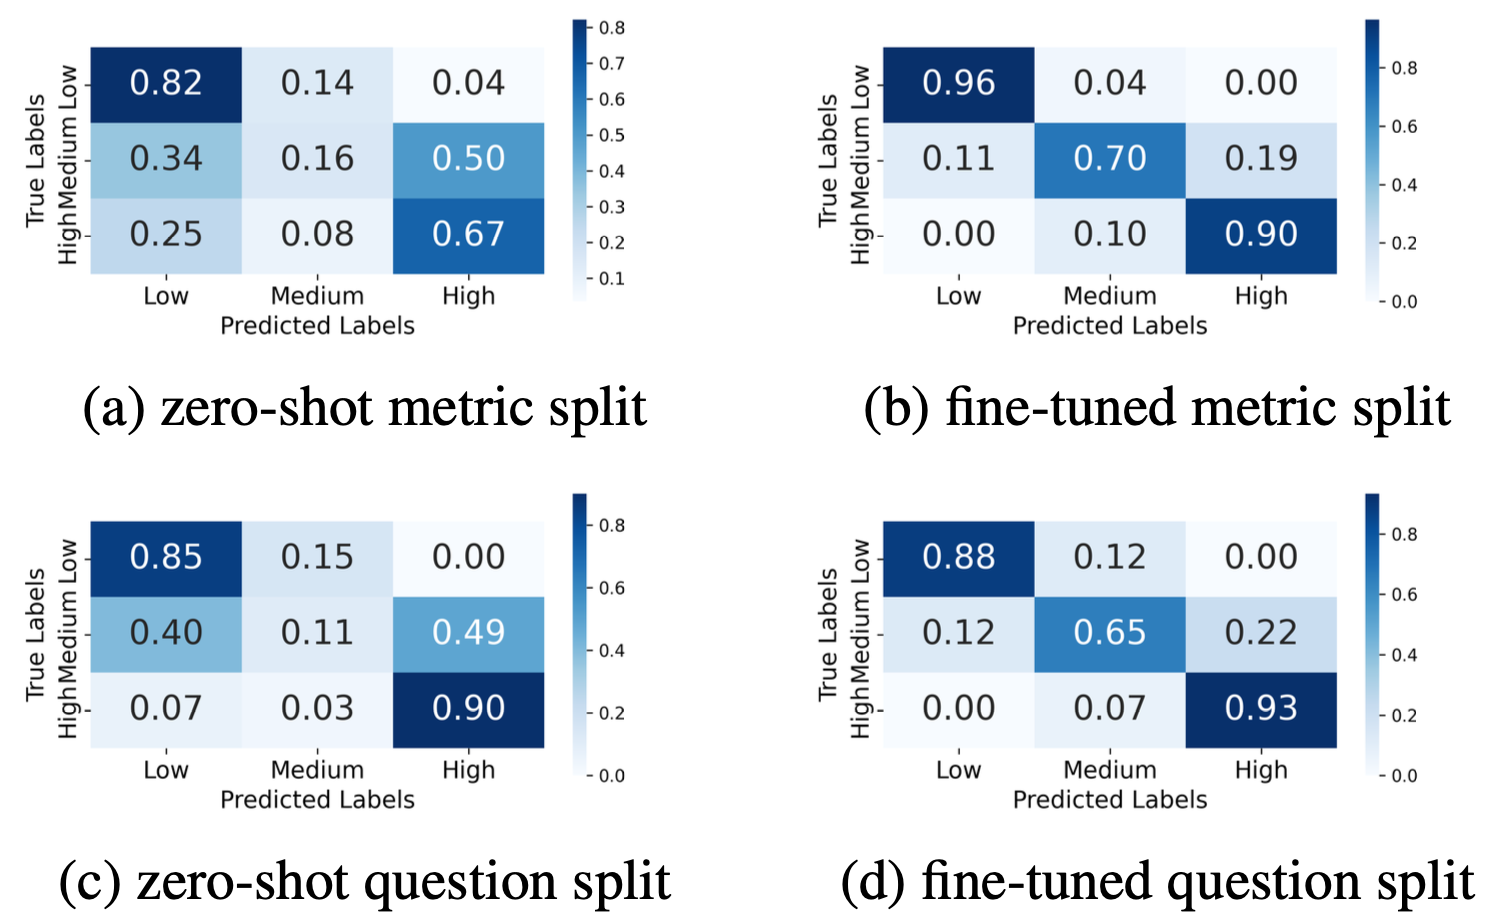 0.82 0.14 0.04
0.34 0.16 0.50
0.25 0.08 0.67
True Labels
High Medium Low
Low Medium High
Predicted Labels
0.8
0.7
0.6
0.5
0.4
0.3
0.2
0.1
(a) zero-shot metric split
0.96 0.04 0.00
0.11 0.70 0.19
0.00 0.10 0.90
True Labels
High Medium Low
Low Medium High
Predicted Labels
0.8
0.6
0.4
0.2
0.0
(b) fine-tuned metric split
0.85 0.15 0.00
0.40 0.11 0.49
0.07 0.03 0.90
True Labels
High Medium Low
Low Medium High
Predicted Labels
0.8
0.6
0.4
0.2
0.0
(c) zero-shot question split
0.88 0.12 0.00
0.12 0.65 0.22
0.00 0.07 0.93
True Labels
High Medium Low
Low Medium High
Predicted Labels
0.8
0.6
0.4
0.2
0.0
(d) fine-tuned question split